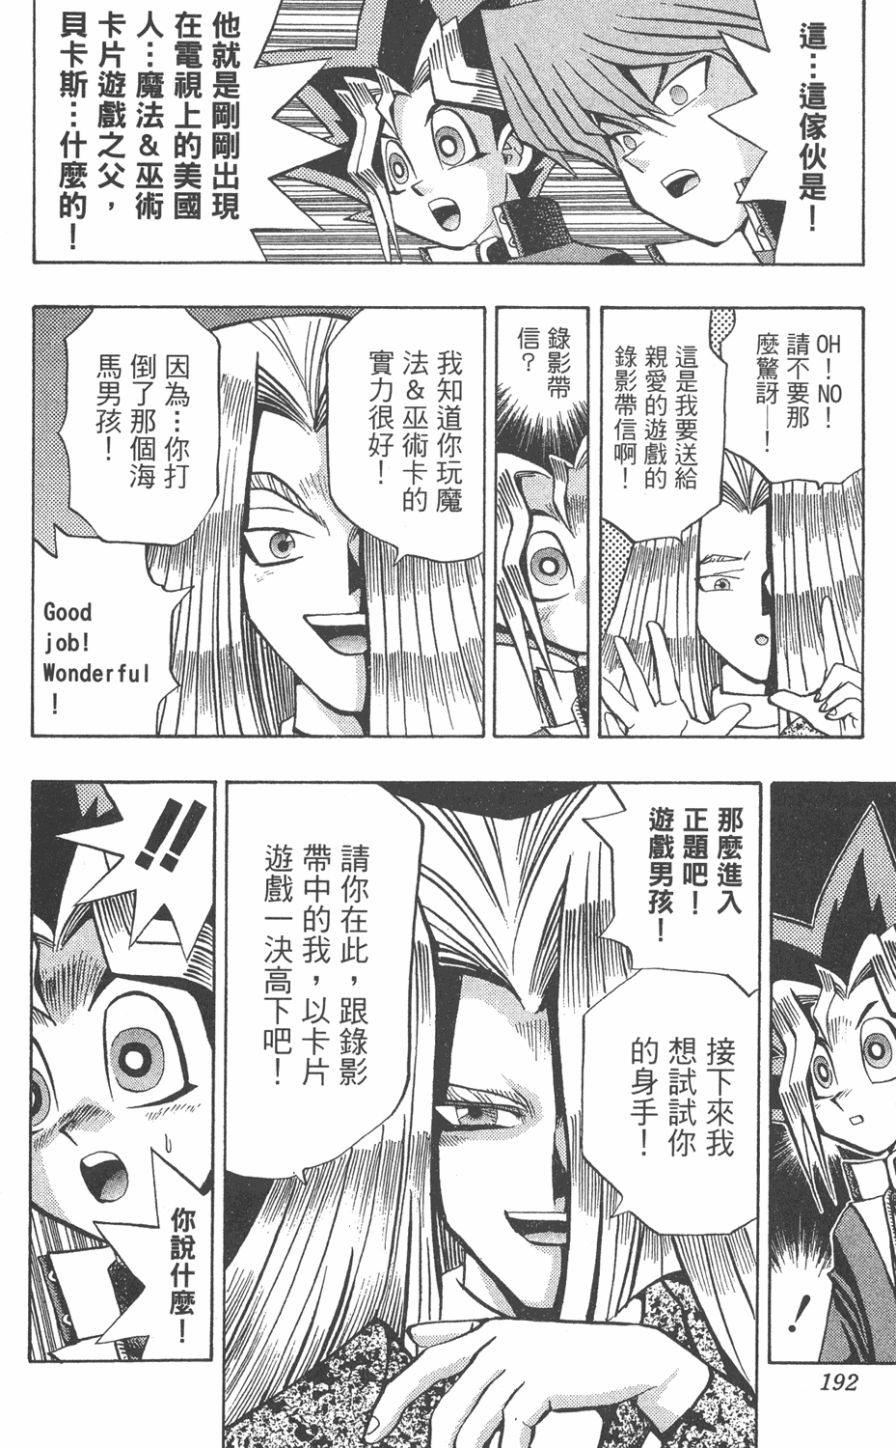 這…這傢伙是！
他就是剛剛出現
在電視上的美國
人…魔法&巫術
卡片遊戲之父，
貝卡斯…什麼的！
OH！NO！
請不要那
麼驚訝—！
這是我要送給
親愛的遊戲的
錄影帶信啊！
錄影帶
信？
我知道你玩魔
法&巫術卡的
實力很好！
因為…你打
倒了那個海
馬男孩！
Good
job!
Wonderful
!
！
那麼進入
正題吧！
遊戲男孩！
接下來我
想試試你
的身手！
請你在此，跟錄影
帶中的我，以卡片
遊戲一決高下吧！
!!
你說什麼！
192